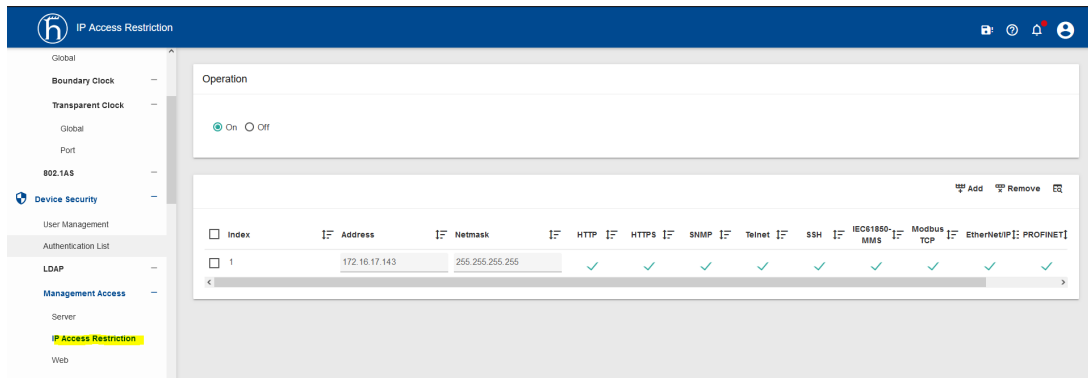 IP Access Restriction
Global
Boundary Clock
Transparent Clock
Global
Port
802.1AS
Device Security
User Management
Authentication List
LDAP
Management Access
Server
IP Access Restriction
Web
Operation
On Off
Add Remove
Index Address Netmask HTTP HTTPS SNMP Telnet SSH IEC61850-MMS Modbus TCP EtherNet/IP PROFINET
1 172.16.17.143 255.255.255.255